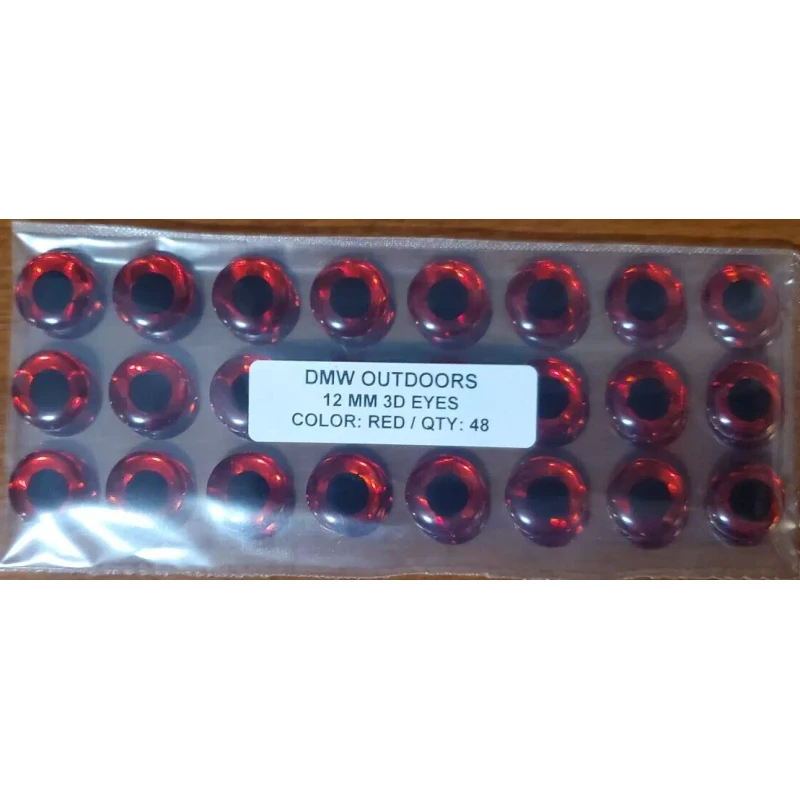 DMW OUTDOORS
12 MM 3D EYES
COLOR: RED / QTY: 48